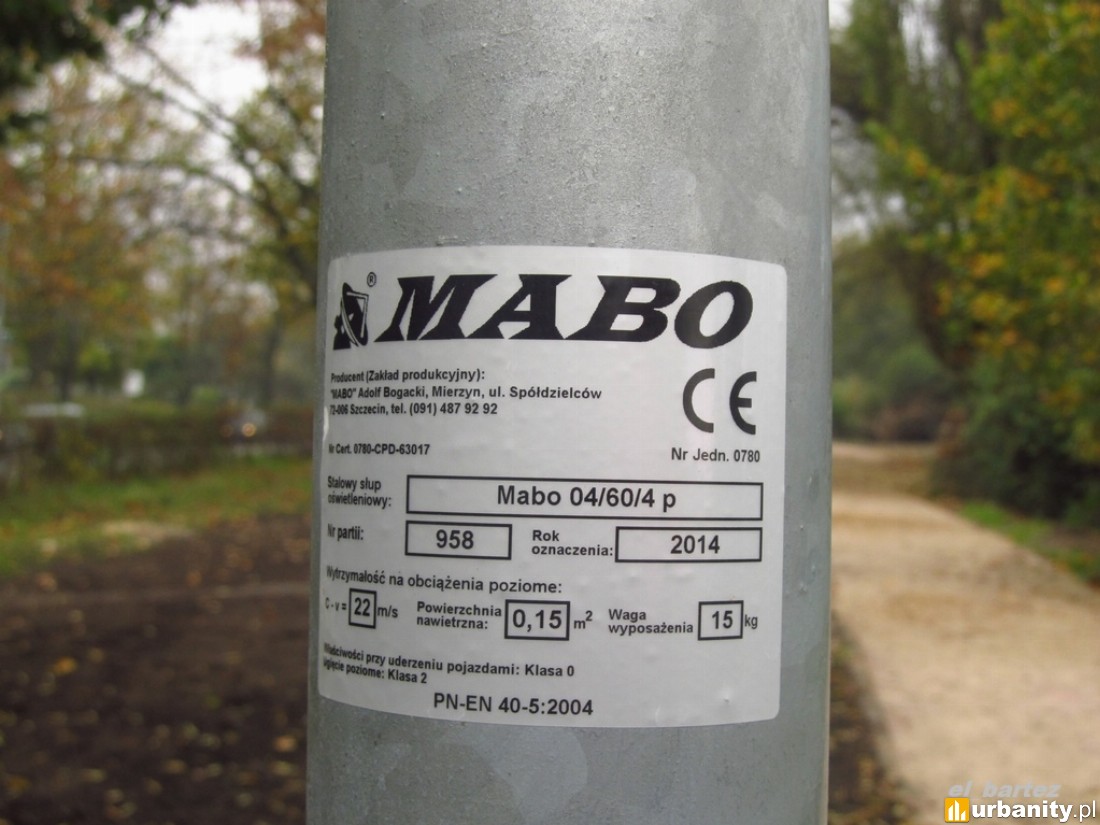 ®
MABO
Producent (Zakład produkcyjny):
"MABO" Adolf Bogacki, Mierzyn, ul. Spółdzielców
72-006 Szczecin, tel. (091) 487 92 92
CE
Nr Cert. 0780-CPD-63017
Nr Jedn. 0780
Stalowy słup
oświetleniowy:
Mabo 04/60/4 p
Nr partii: 958
Rok
oznaczenia: 2014
Wytrzymałość na obciążenia poziome:
C - v = 22 m/s
Powierzchnia
nawietrzna: 0,15 m²
Waga
wyposażenia 15 kg
Właściwości przy uderzeniu pojazdami: Klasa 0
Ugięcie poziome: Klasa 2
PN-EN 40-5:2004
el_bartez
urbanity.pl